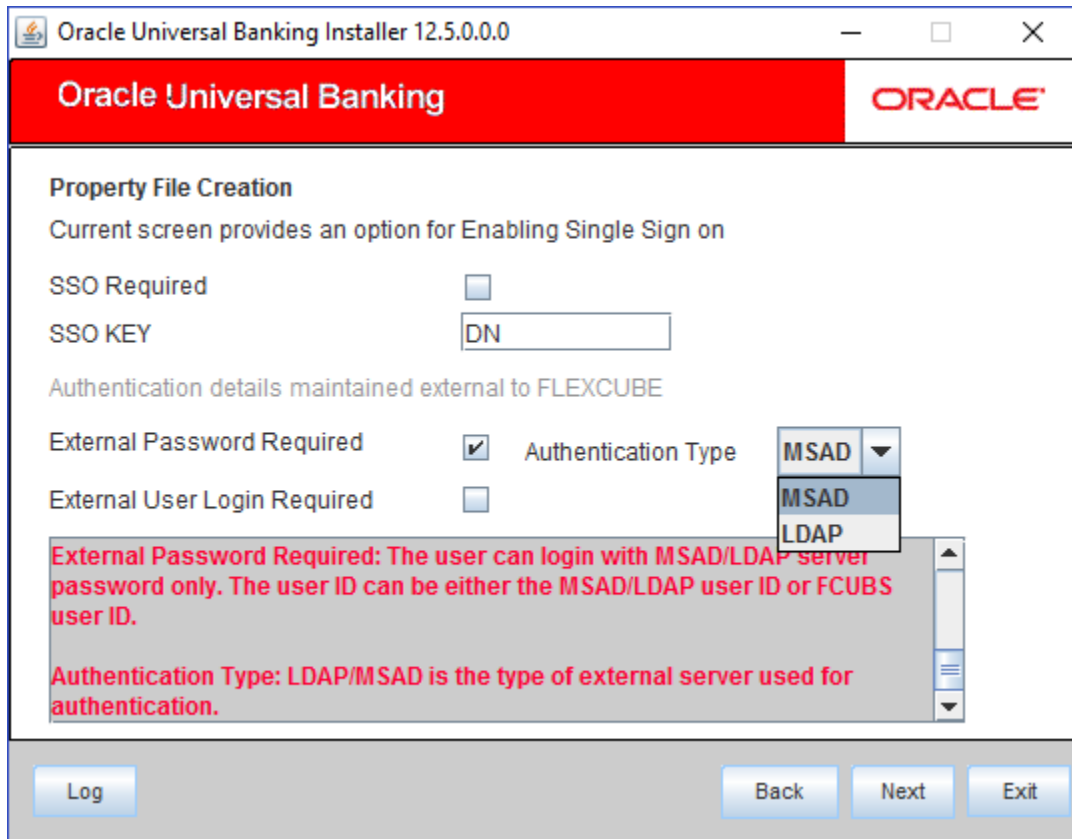 Oracle Universal Banking Installer 12.5.0.0.0
Oracle Universal Banking
ORACLE
Property File Creation
Current screen provides an option for Enabling Single Sign on
SSO Required
SSO KEY DN
Authentication details maintained external to FLEXCUBE
External Password Required Authentication Type MSAD
External User Login Required MSAD
LDAP
External Password Required: The user can login with MSAD/LDAP server
password only. The user ID can be either the MSAD/LDAP user ID or FCUBS
user ID.
Authentication Type: LDAP/MSAD is the type of external server used for
authentication.
Log Back Next Exit